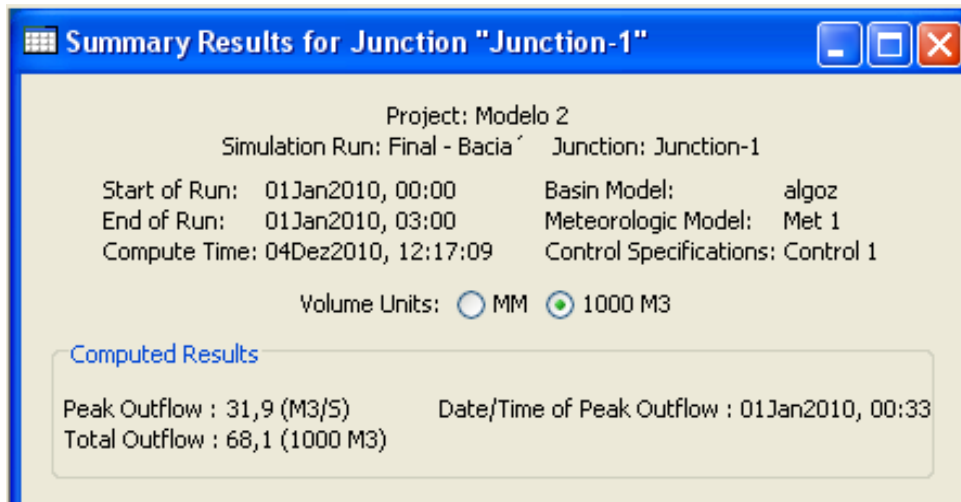 Summary Results for Junction "Junction-1"
Project: Modelo 2
Simulation Run: Final - Bacia´ Junction: Junction-1
Start of Run: 01Jan2010, 00:00 Basin Model: algoz
End of Run: 01Jan2010, 03:00 Meteorologic Model: Met 1
Compute Time: 04Dez2010, 12:17:09 Control Specifications: Control 1
Volume Units: MM 1000 M3
Computed Results
Peak Outflow : 31,9 (M3/S) Date/Time of Peak Outflow : 01Jan2010, 00:33
Total Outflow : 68,1 (1000 M3)